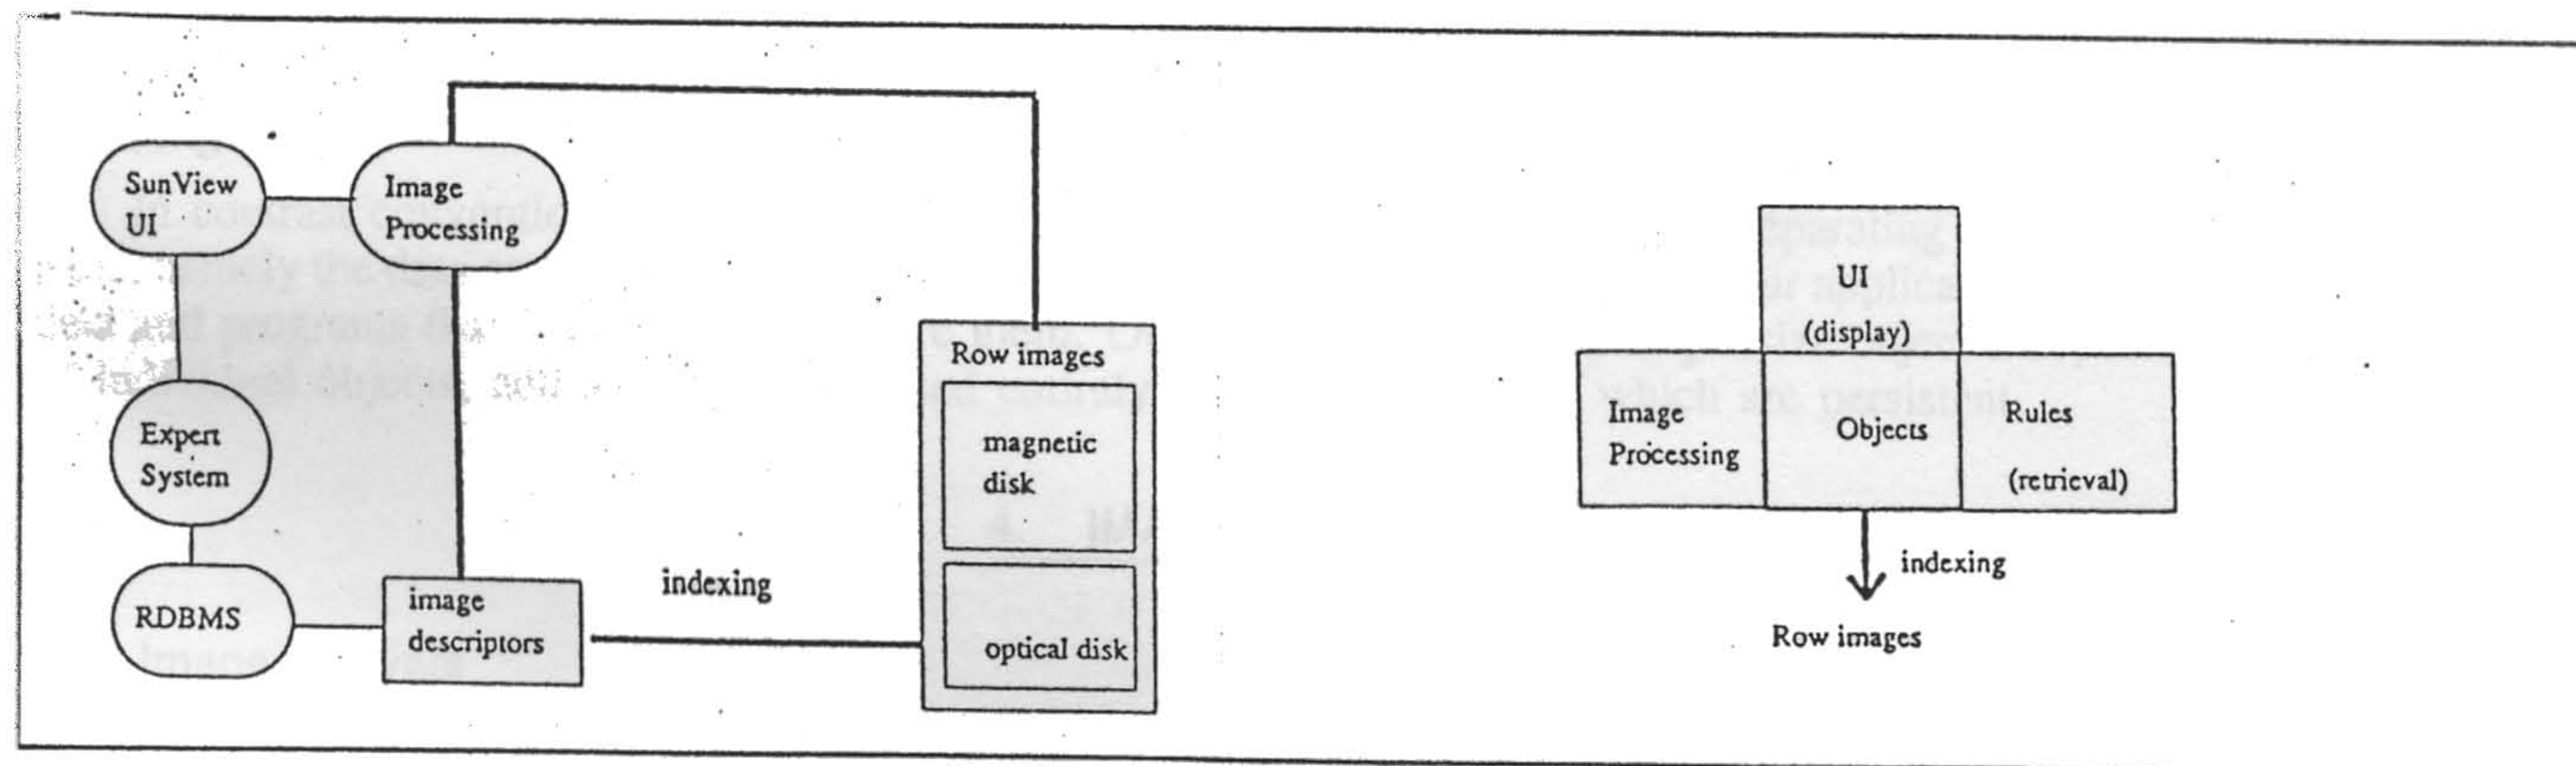 SunView
UI
Image
Processing
Expert
System
RDBMS
image
descriptors
indexing
Row images
magnetic
disk
optical disk
UI
(display)
Image
Processing
Objects
Rules
(retrieval)
indexing
Row images